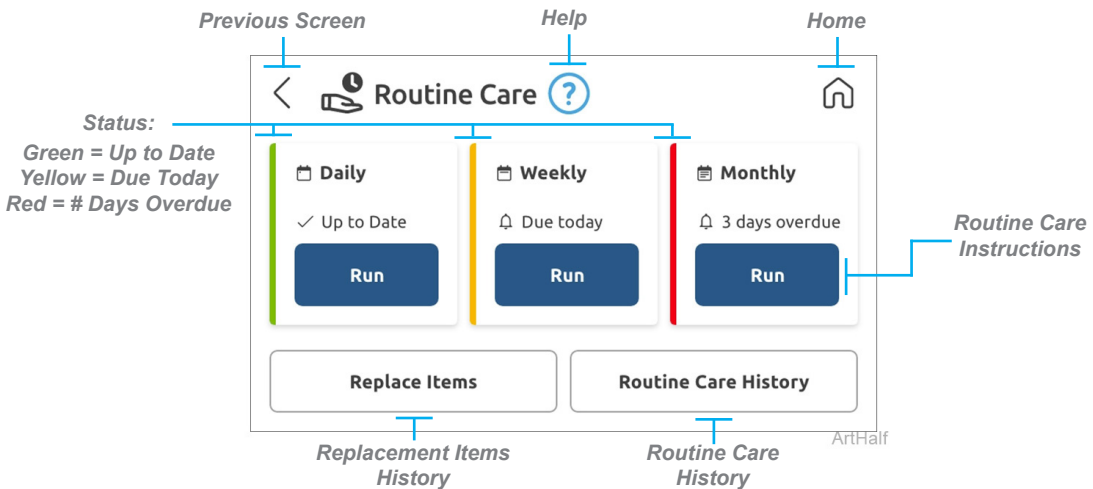 Previous Screen
Help
Home
Routine Care ?
Status:
Green = Up to Date
Yellow = Due Today
Red = # Days Overdue
Daily
Up to Date
Run
Weekly
Due today
Run
Monthly
3 days overdue
Run
Routine Care
Instructions
Replace Items
Routine Care History
Replacement Items
History
Routine Care
History
ArtHalf